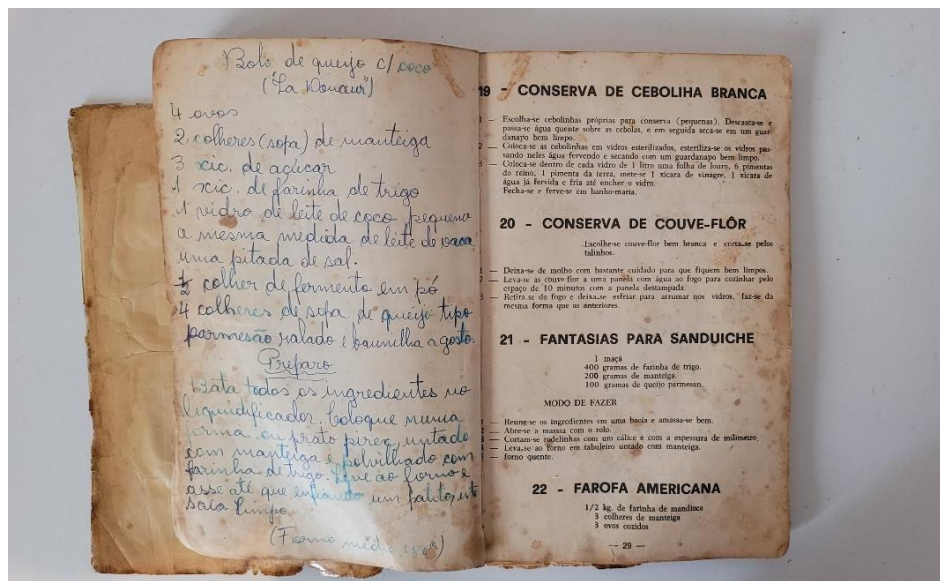 Bolo de queijo c/ coco
4 ovos
2 colheres (sopa) de manteiga
3 xic. de açúcar
1 xic. de farinha de trigo
1 vidro de leite de coco pequeno
a mesma medida de leite de vaca
uma pitada de sal.
½ colher de fermento em pó
4 colheres de sopa de queijo tipo
parmesão ralado e baunilha a gosto.
Preparo
Bata todos os ingredientes no
liquidificador. Coloque numa
forma ou prato pirex, untado
com manteiga e polvilhado com
farinha de trigo. Leve ao forno e
asse até que enfiando um palito, este
saia limpo.
(Forno médio
19 - CONSERVA DE CEBOLIHA BRANCA
— Escolha-se cebolinhas próprias para conserva (pequenas). Descasca-se e
passa-se água quente sobre as cebolas, e em seguida seca-se em um guar
danapo bem limpo.
2 — Coloca-se as cebolinhas em vidros esterilizados, esteriliza-se os vidros pas-
sando neles água fervendo e secando com um guardanapo bem limpo.
3 — Coloca-se dentro de cada vidro de 1 litro uma folha de louro, 6 pimentas
do reino, 1 pimenta da terra, mete-se 1 xicara de vinagre, 1 xicara de
água já fervida e fria até encher o vidro.
Fecha-se e ferve-se em banho-maria.
20 - CONSERVA DE COUVE-FLÔR
Escolhe-se couve-flor bem branca e corta-se pelos
talinhos.
— Deixa-se de molho com bastante cuidado para que fiquem bem limpos.
2 — Leva-se as couve-flor a uma panela com água ao fogo para cozinhar pelo
espaço de 10 minutos com a panela destampada.
3 — Retira-se do fogo e deixa-se esfriar para arrumar nos vidros, faz-se da
mesma forma que as anteriores.
21 - FANTASIAS PARA SANDUICHE
1 maçã
400 gramas de farinha de trigo.
200 gramas de manteiga.
100 gramas de queijo parmesan.
MODO DE FAZER
— Reune-se os ingredientes em uma bacia e amassa-se bem.
— Abre-se a massa com o rolo.
— Cortam-se rodelinhas com um cálice e com a espessura de milimetro.
— Leva-se ao forno em tabuleiro untado com manteiga.
— forno quente.
22 - FAROFA AMERICANA
1/2 kg. de farinha de mandioca
3 colheres de manteiga
3 ovos cozidos
— 29 —